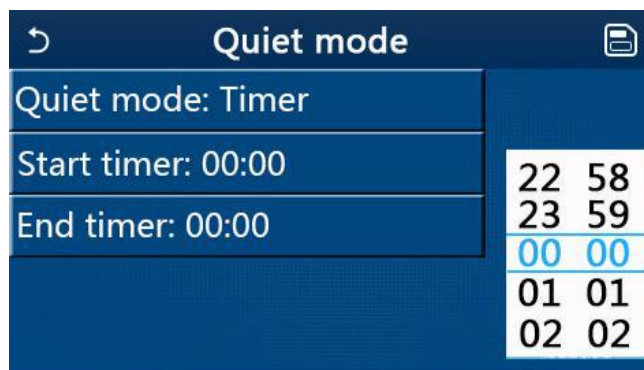 Quiet mode
Quiet mode: Timer
Start timer: 00:00
End timer: 00:00
22 58
23 59
00 00
01 01
02 02